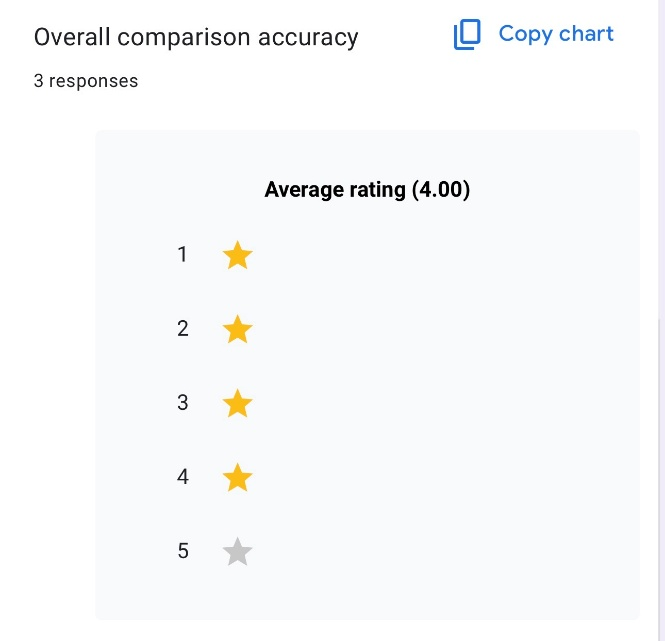 Overall comparison accuracy
Copy chart
3 responses
Average rating (4.00)
1
2
3
4
5